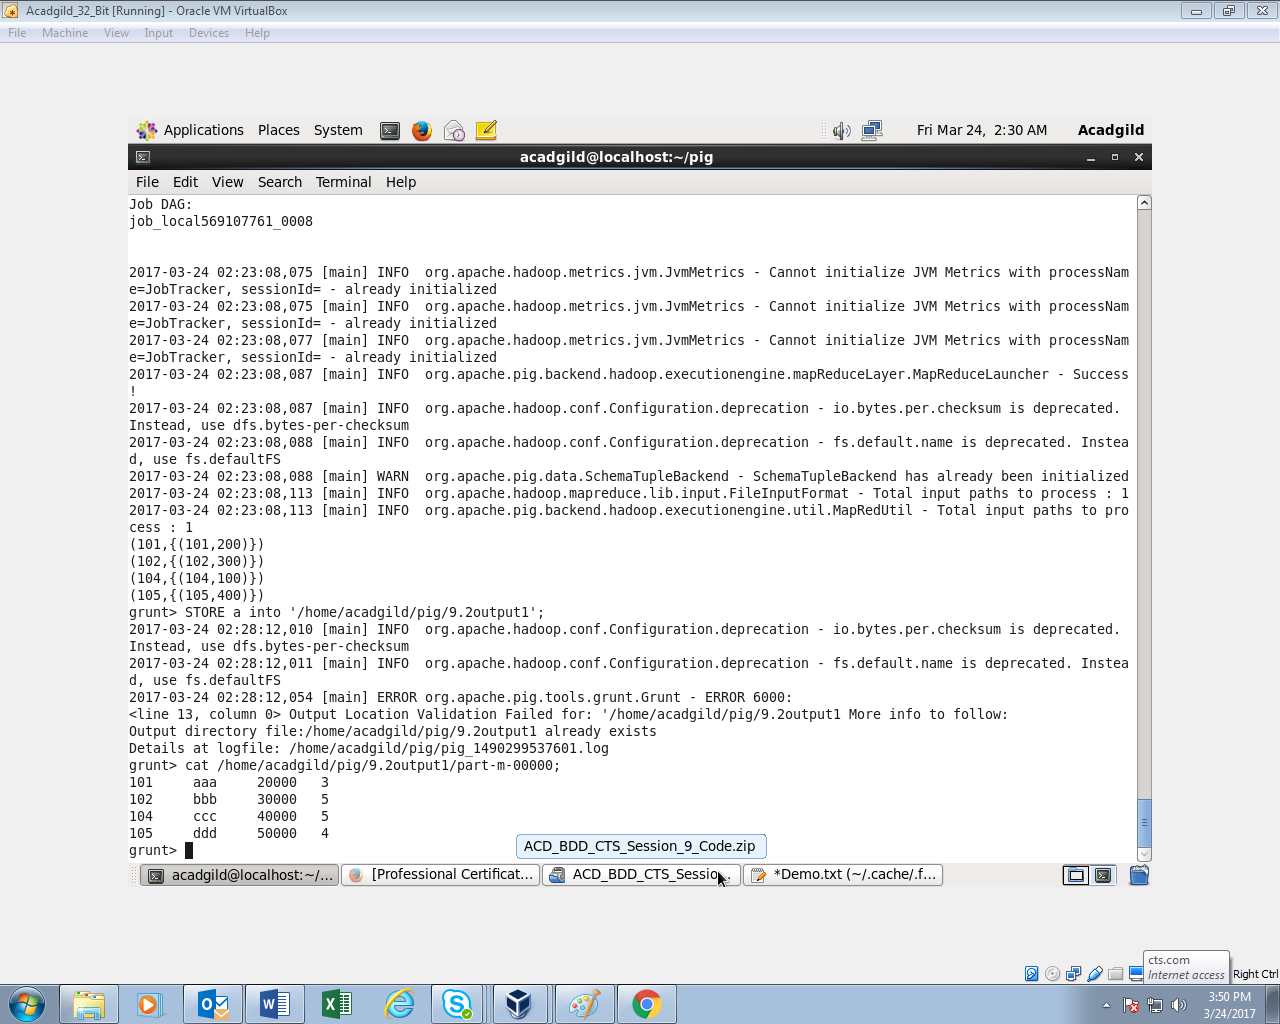 Acadgild_32_Bit [Running] - Oracle VM VirtualBox
File Machine View Input Devices Help
Applications Places System Fri Mar 24, 2:30 AM Acadgild
acadgild@localhost:~/pig
File Edit View Search Terminal Help
Job DAG:
job_local569107761_0008
2017-03-24 02:23:08,075 [main] INFO  org.apache.hadoop.metrics.jvm.JvmMetrics - Cannot initialize JVM Metrics with processNam
e=JobTracker, sessionId= - already initialized
2017-03-24 02:23:08,075 [main] INFO  org.apache.hadoop.metrics.jvm.JvmMetrics - Cannot initialize JVM Metrics with processNam
e=JobTracker, sessionId= - already initialized
2017-03-24 02:23:08,077 [main] INFO  org.apache.hadoop.metrics.jvm.JvmMetrics - Cannot initialize JVM Metrics with processNam
e=JobTracker, sessionId= - already initialized
2017-03-24 02:23:08,087 [main] INFO  org.apache.pig.backend.hadoop.executionengine.mapReduceLayer.MapReduceLauncher - Success
!
2017-03-24 02:23:08,087 [main] INFO  org.apache.hadoop.conf.Configuration.deprecation - io.bytes.per.checksum is deprecated.
Instead, use dfs.bytes-per-checksum
2017-03-24 02:23:08,088 [main] INFO  org.apache.hadoop.conf.Configuration.deprecation - fs.default.name is deprecated. Instea
d, use fs.defaultFS
2017-03-24 02:23:08,088 [main] WARN  org.apache.pig.data.SchemaTupleBackend - SchemaTupleBackend has already been initialized
2017-03-24 02:23:08,113 [main] INFO  org.apache.hadoop.mapreduce.lib.input.FileInputFormat - Total input paths to process : 1
2017-03-24 02:23:08,113 [main] INFO  org.apache.pig.backend.hadoop.executionengine.util.MapRedUtil - Total input paths to pro
cess : 1
(101,{(101,200)})
(102,{(102,300)})
(104,{(104,100)})
(105,{(105,400)})
grunt> STORE a into '/home/acadgild/pig/9.2output1';
2017-03-24 02:28:12,010 [main] INFO  org.apache.hadoop.conf.Configuration.deprecation - io.bytes.per.checksum is deprecated.
Instead, use dfs.bytes-per-checksum
2017-03-24 02:28:12,011 [main] INFO  org.apache.hadoop.conf.Configuration.deprecation - fs.default.name is deprecated. Instea
d, use fs.defaultFS
2017-03-24 02:28:12,054 [main] ERROR org.apache.pig.tools.grunt.Grunt - ERROR 6000:
<line 13, column 0> Output Location Validation Failed for: '/home/acadgild/pig/9.2output1 More info to follow:
Output directory file:/home/acadgild/pig/9.2output1 already exists
Details at logfile: /home/acadgild/pig/pig_1490299537601.log
grunt> cat /home/acadgild/pig/9.2output1/part-m-00000;
101 aaa 20000 3
102 bbb 30000 5
104 ccc 40000 5
105 ddd 50000 4
grunt>
ACD_BDD_CTS_Session_9_Code.zip
acadgild@localhost:~/... [Professional Certificat... ACD_BDD_CTS_Sessio... *Demo.txt (~/.cache/.f...
cts.com
Internet access
Right Ctrl
3:50 PM
3/24/2017